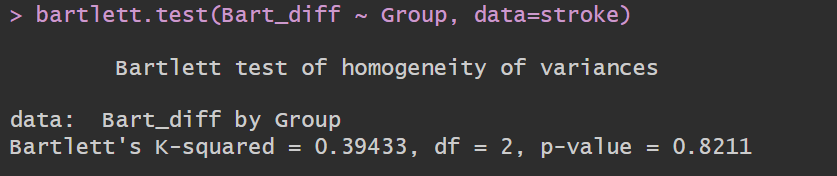 > bartlett.test(Bart_diff ~ Group, data=stroke)
Bartlett test of homogeneity of variances
data:  Bart_diff by Group
Bartlett's K-squared = 0.39433, df = 2, p-value = 0.8211